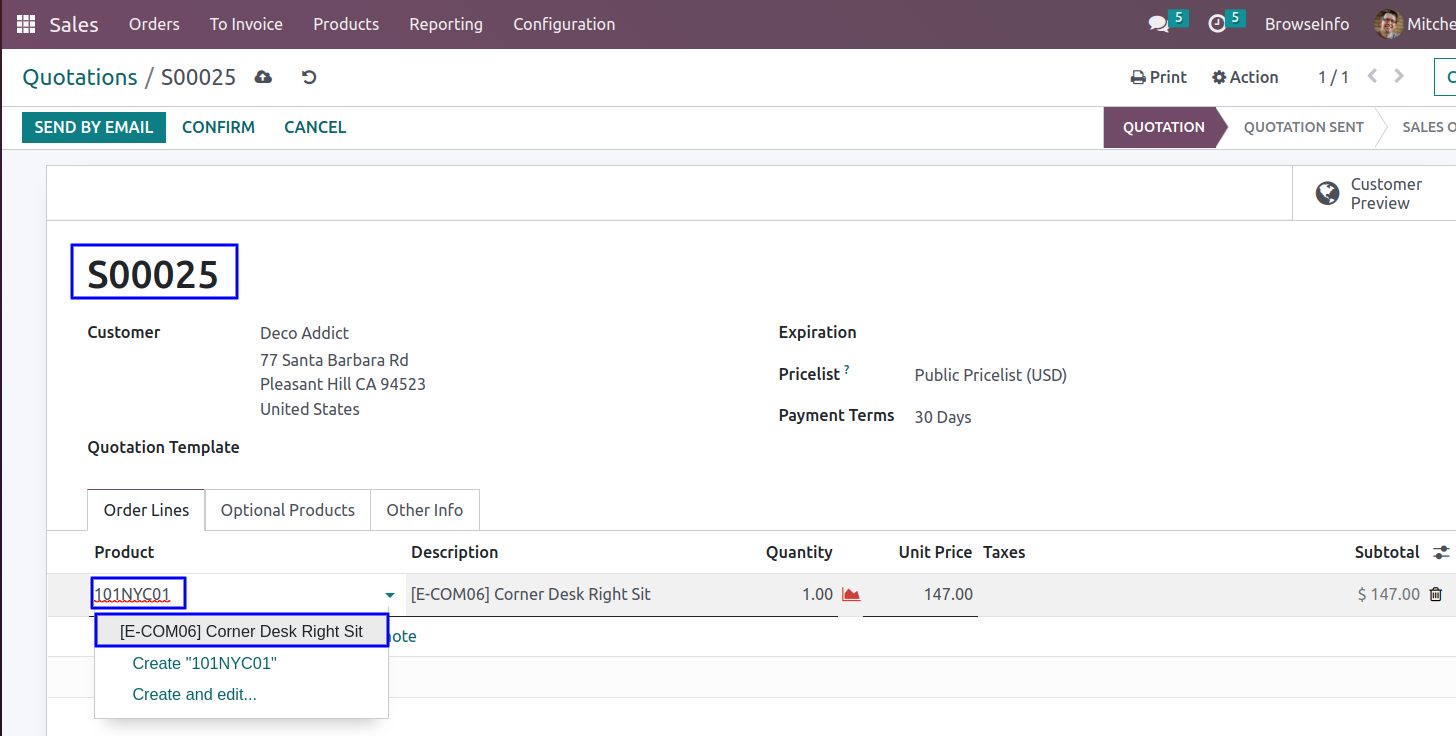 Sales Orders To Invoice Products Reporting Configuration 5 5 BrowseInfo Mitche
Quotations / S00025 Print Action 1 / 1
SEND BY EMAIL CONFIRM CANCEL QUOTATION QUOTATION SENT SALES O
Customer
Preview
S00025
Customer Deco Addict Expiration
77 Santa Barbara Rd
Pleasant Hill CA 94523 Pricelist ? Public Pricelist (USD)
United States Payment Terms 30 Days
Quotation Template
Order Lines Optional Products Other Info
Product Description Quantity Unit Price Taxes Subtotal
101NYC01 [E-COM06] Corner Desk Right Sit 1.00 147.00 $ 147.00
[E-COM06] Corner Desk Right Sit note
Create "101NYC01"
Create and edit...